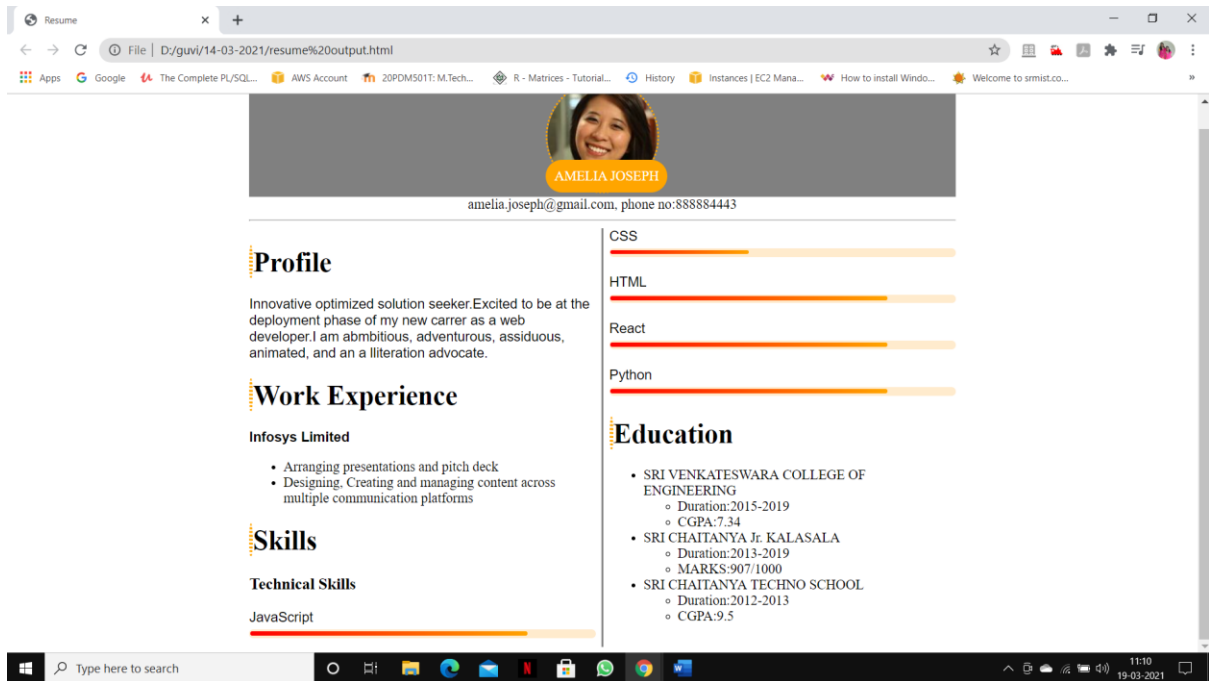 Resume
File | D:/guvi/14-03-2021/resume%20output.html
Apps Google The Complete PL/SQL... AWS Account 20PDM501T: M.Tech... R - Matrices - Tutorial... History Instances | EC2 Mana... How to install Windo... Welcome to srmist.co... »
AMELIA JOSEPH
amelia.joseph@gmail.com, phone no:888884443
Profile
Innovative optimized solution seeker.Excited to be at the
deployment phase of my new carrer as a web
developer.I am abmbitious, adventurous, assiduous,
animated, and an a lliteration advocate.
Work Experience
Infosys Limited
• Arranging presentations and pitch deck
• Designing, Creating and managing content across
multiple communication platforms
Skills
Technical Skills
JavaScript
CSS
HTML
React
Python
Education
• SRI VENKATESWARA COLLEGE OF
ENGINEERING
◦ Duration:2015-2019
◦ CGPA:7.34
• SRI CHAITANYA Jr. KALASALA
◦ Duration:2013-2019
◦ MARKS:907/1000
• SRI CHAITANYA TECHNO SCHOOL
◦ Duration:2012-2013
◦ CGPA:9.5
Type here to search
11:10
19-03-2021